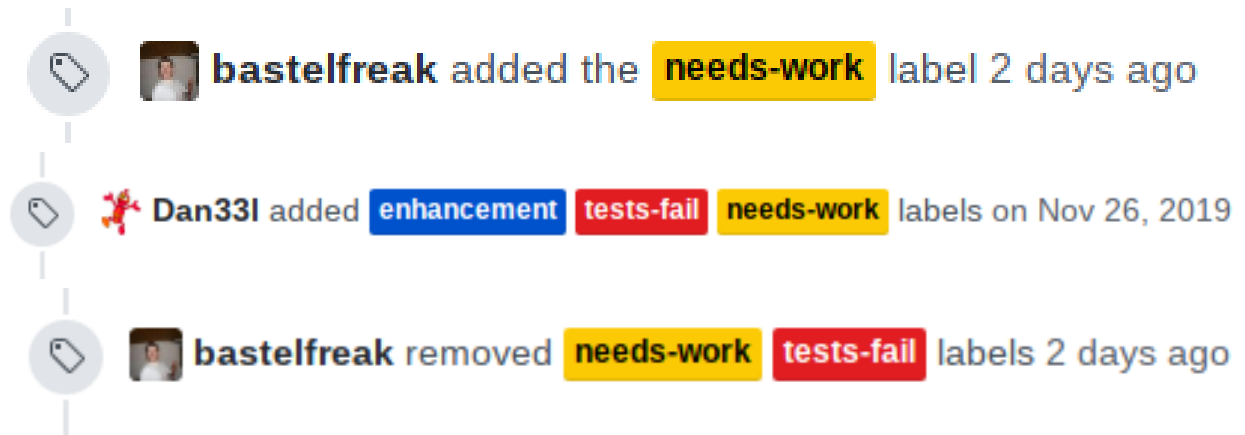 bastelfreak added the needs-work label 2 days ago
Dan33l added enhancement tests-fail needs-work labels on Nov 26, 2019
bastelfreak removed needs-work tests-fail labels 2 days ago